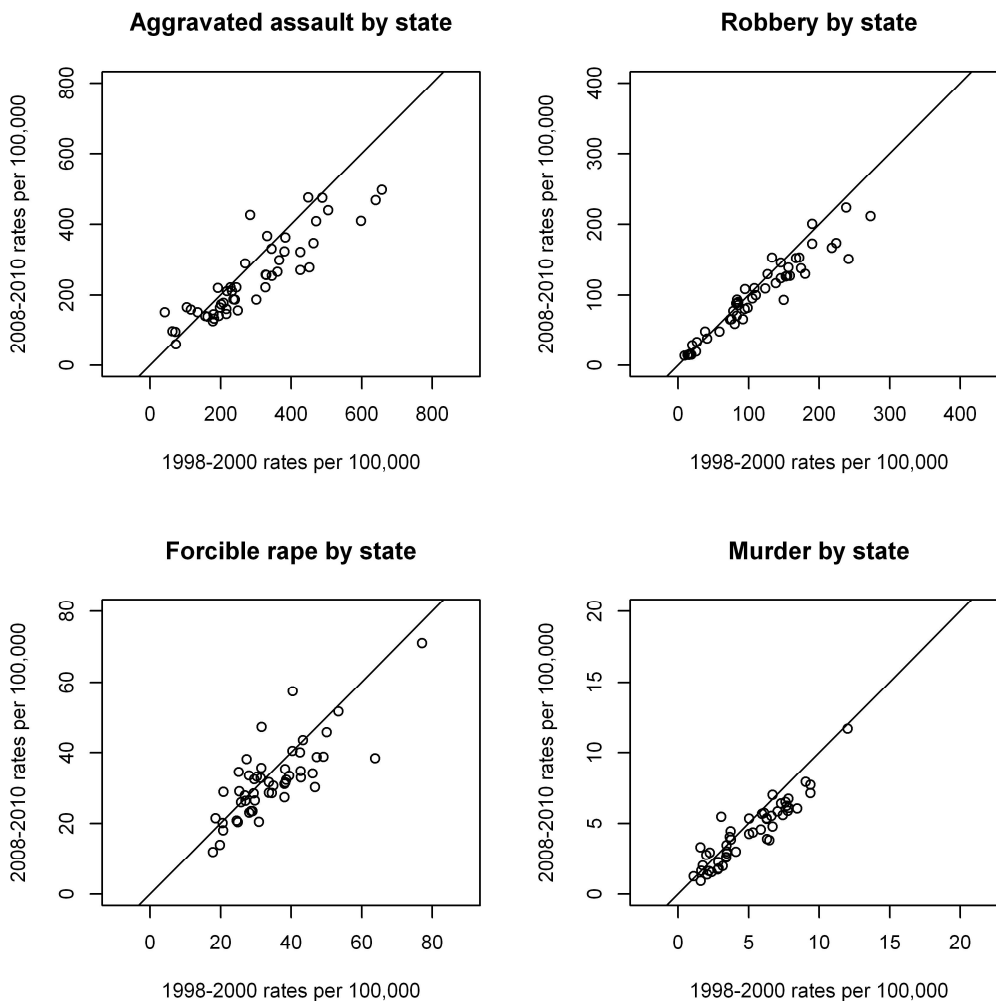 Aggravated assault by state
2008-2010 rates per 100,000
800
600
400
200
0
0 200 400 600 800
1998-2000 rates per 100,000
Robbery by state
2008-2010 rates per 100,000
400
300
200
100
0
0 100 200 300 400
1998-2000 rates per 100,000
Forcible rape by state
2008-2010 rates per 100,000
80
60
40
20
0
0 20 40 60 80
1998-2000 rates per 100,000
Murder by state
2008-2010 rates per 100,000
20
15
10
5
0
0 5 10 15 20
1998-2000 rates per 100,000